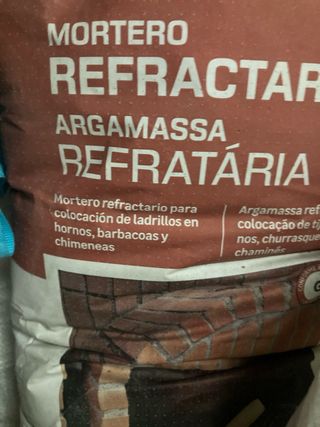 MORTERO
REFRACTAR
ARGAMASSA
REFRATÁRIA
Mortero refractario para
colocación de ladrillos en
hornos, barbacoas y
chimeneas
Argamassa ref
colocação de tij
nos, churrasque
chaminés